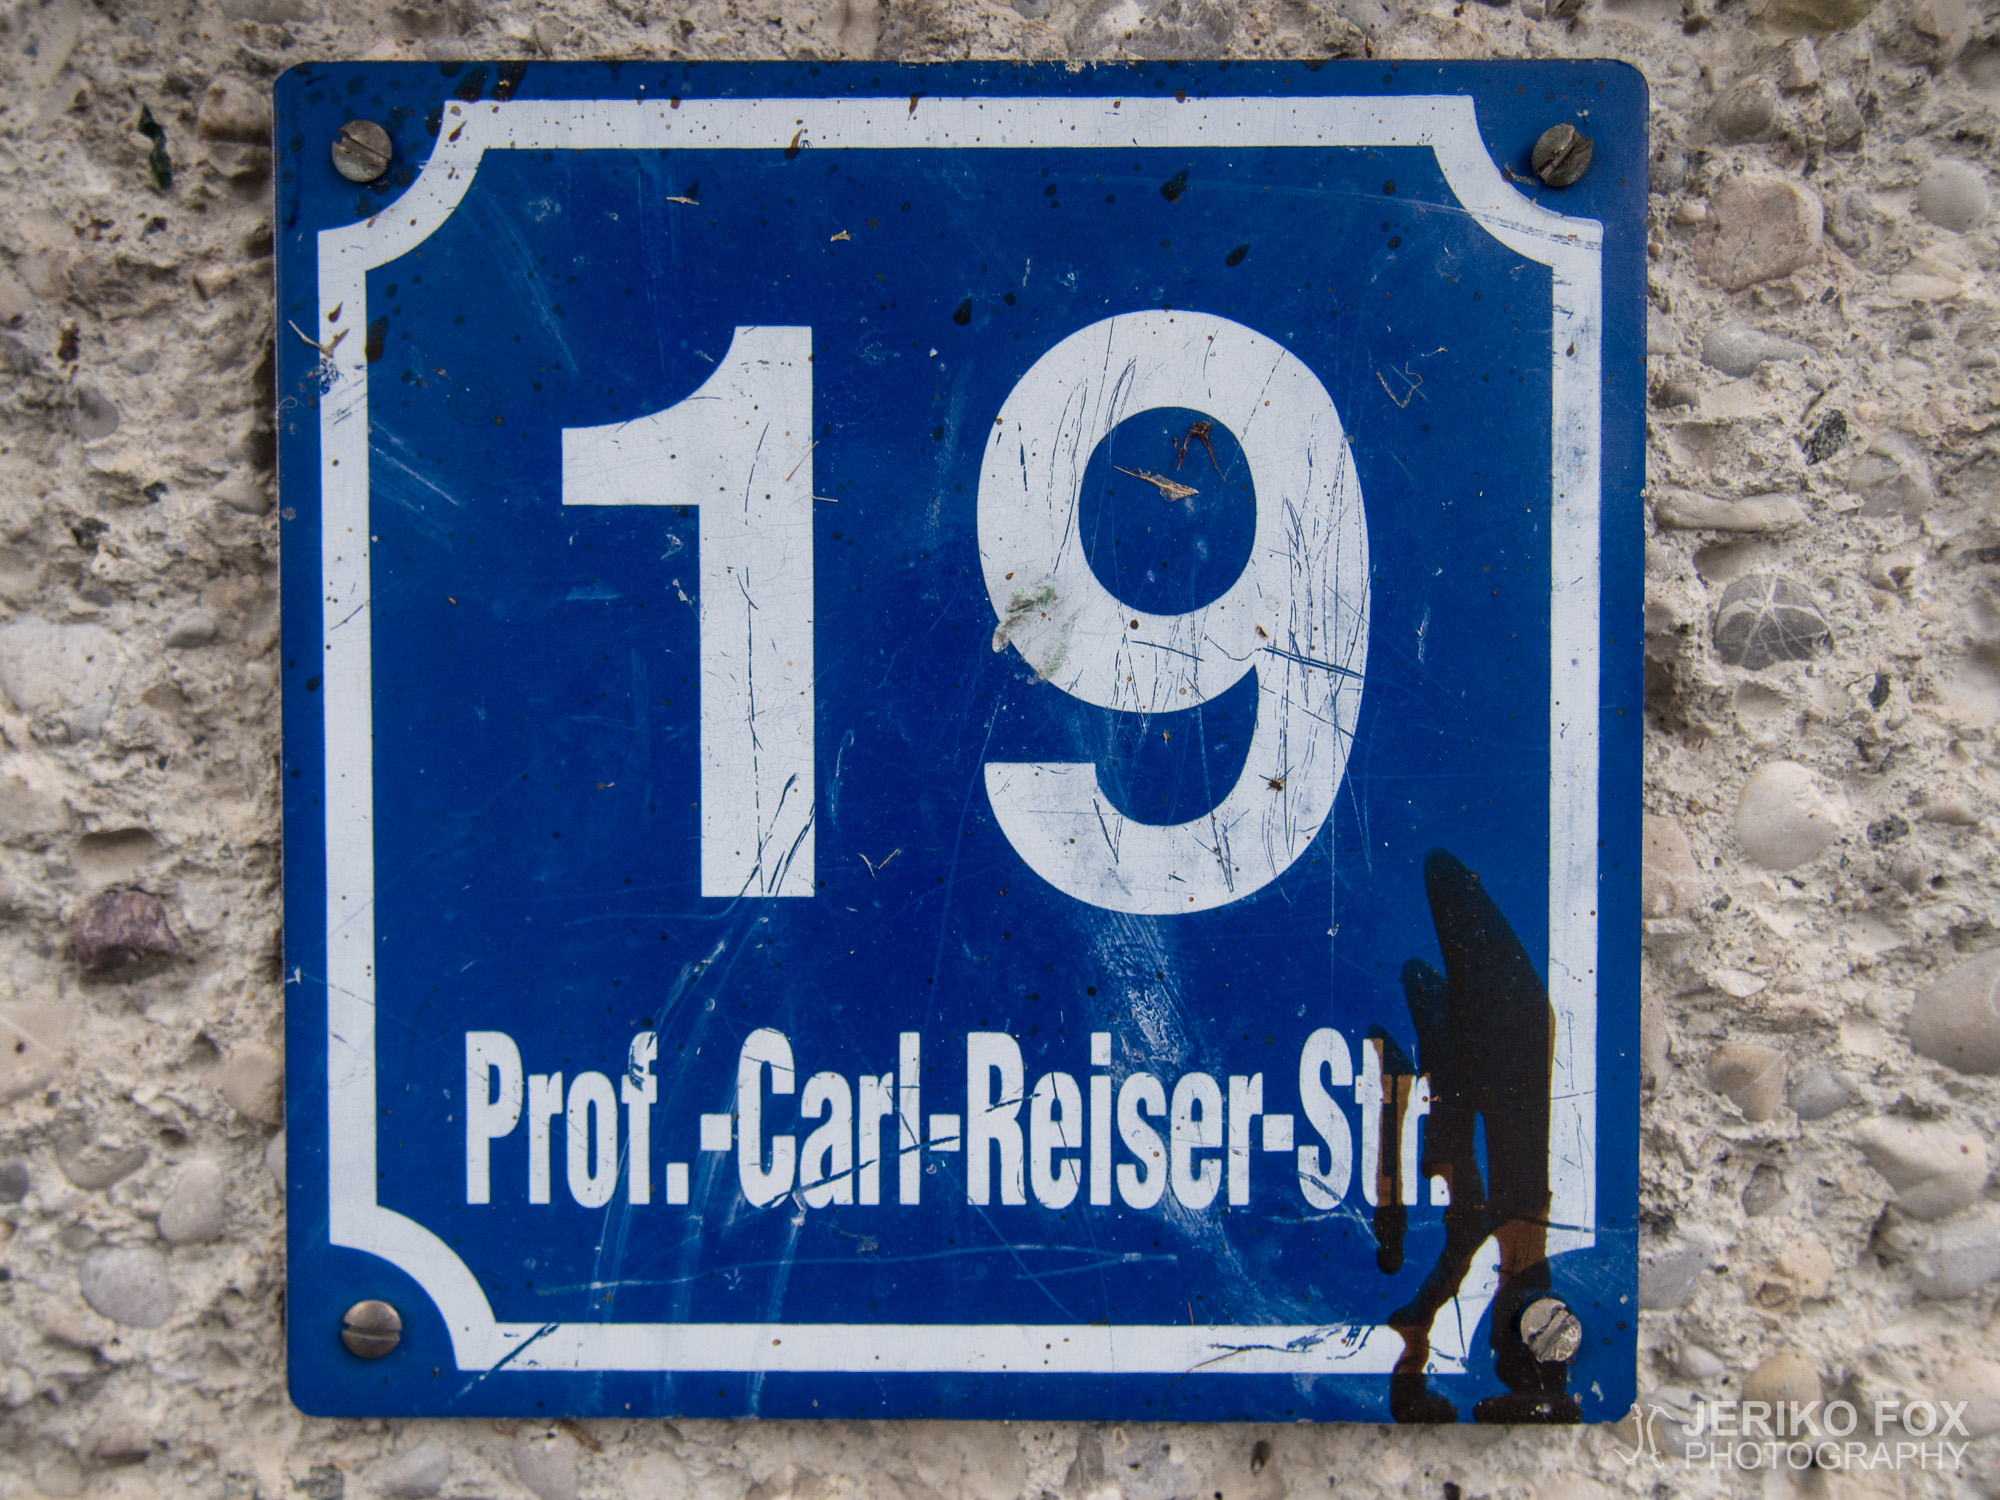 19
Prof.-Carl-Reiser-Str.
JERIKO FOX
PHOTOGRAPHY